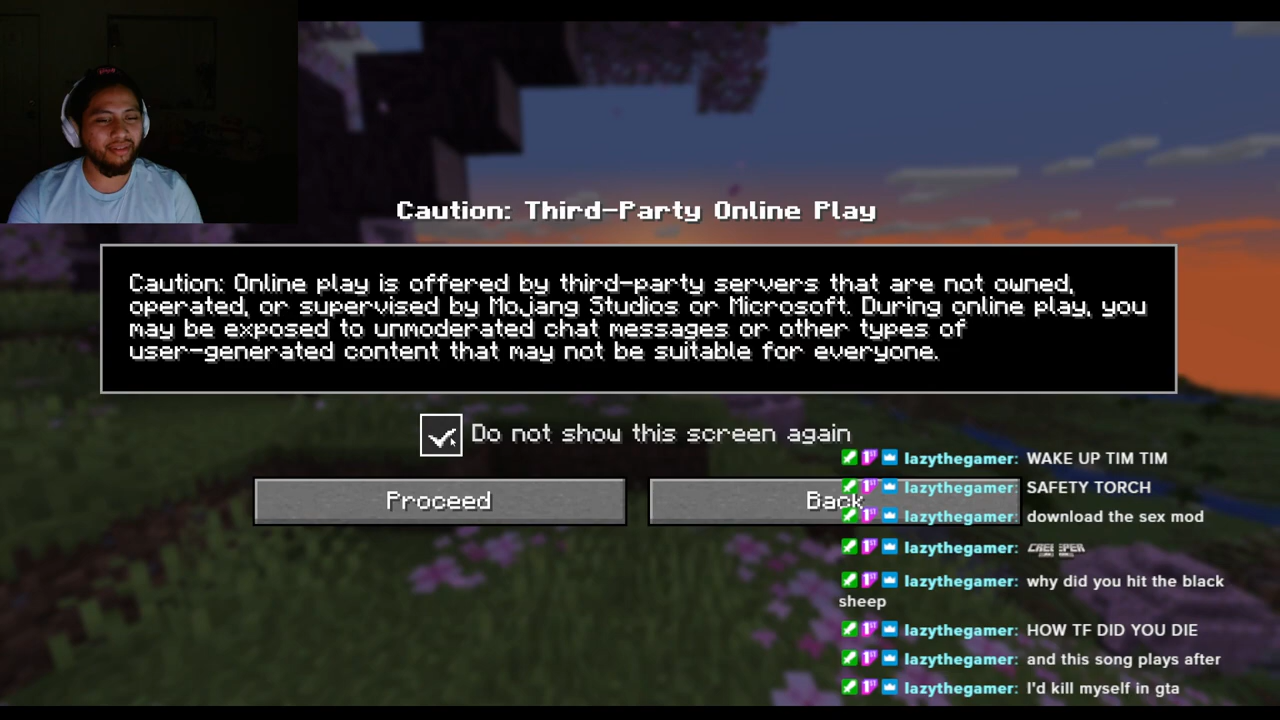 Caution: Third-Party Online Play
Caution: Online play is offered by third-party servers that are not owned,
operated, or supervised by Mojang Studios or Microsoft. During online play, you
may be exposed to unmoderated chat messages or other types of
user-generated content that may not be suitable for everyone.
Do not show this screen again
Proceed
Back
lazythegamer: WAKE UP TIM TIM
lazythegamer: SAFETY TORCH
lazythegamer: download the sex mod
lazythegamer:
lazythegamer: why did you hit the black
sheep
lazythegamer: HOW TF DID YOU DIE
lazythegamer: and this song plays after
lazythegamer: I'd kill myself in gta